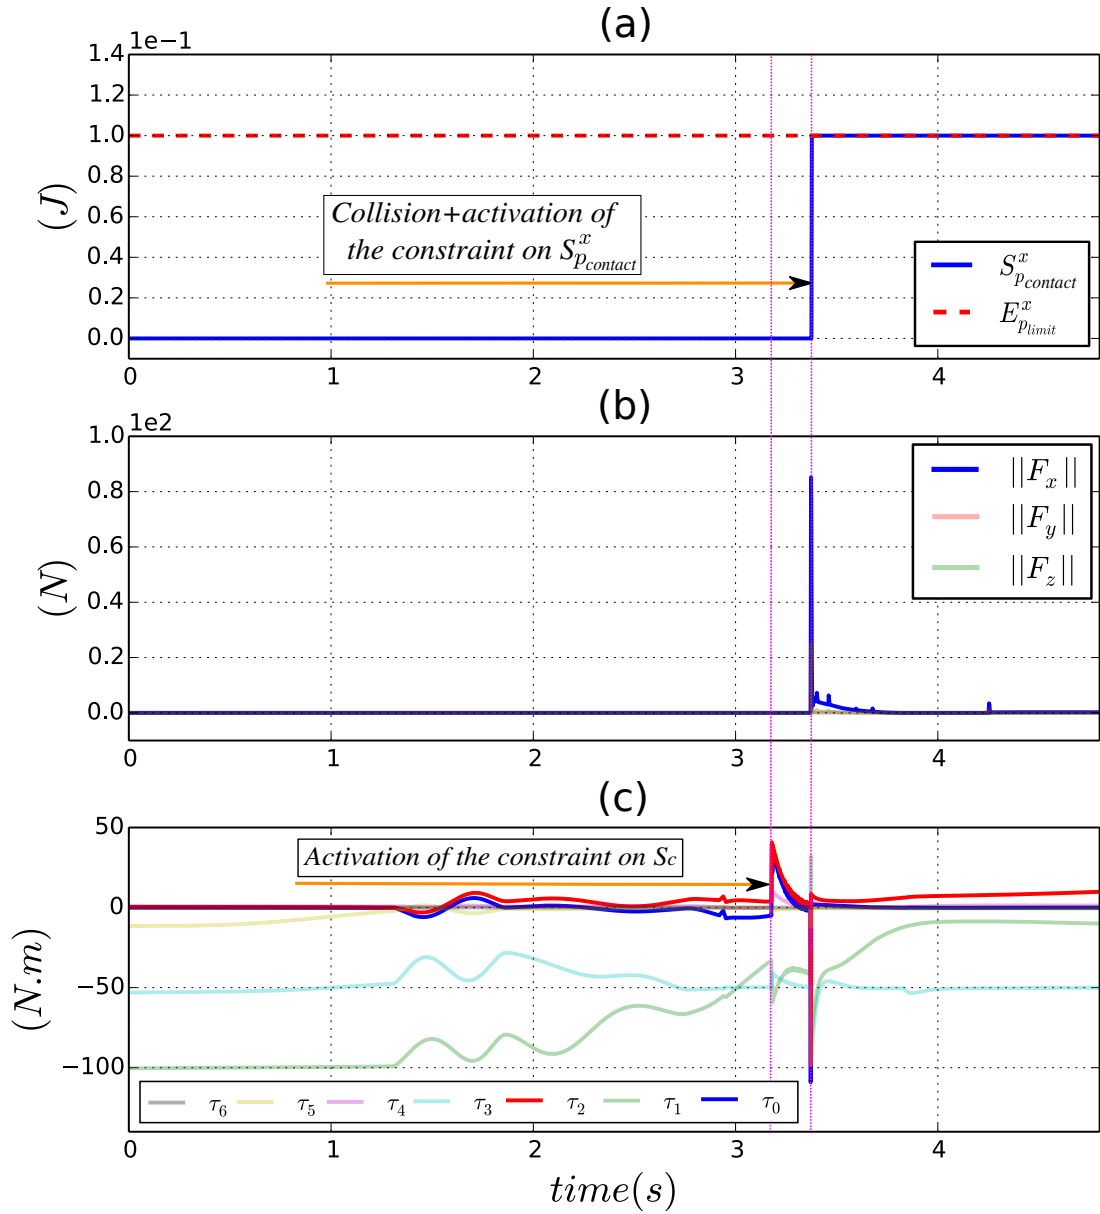 (a)
1e−1
1.4
1.2
1.0
0.8
0.6
0.4
0.2
0.0
(J)
Collision+activation of
the constraint on S^x_{p_{contact}}
S^x_{p_{contact}}
E^x_{p_{limit}}
0 1 2 3 4
(b)
1e2
1.0
0.8
0.6
0.4
0.2
0.0
(N)
||F_x||
||F_y||
||F_z||
0 1 2 3 4
(c)
50
0
−50
−100
(N.m)
Activation of the constraint on Sc
τ_6 τ_5 τ_4 τ_3 τ_2 τ_1 τ_0
0 1 2 3 4
time(s)